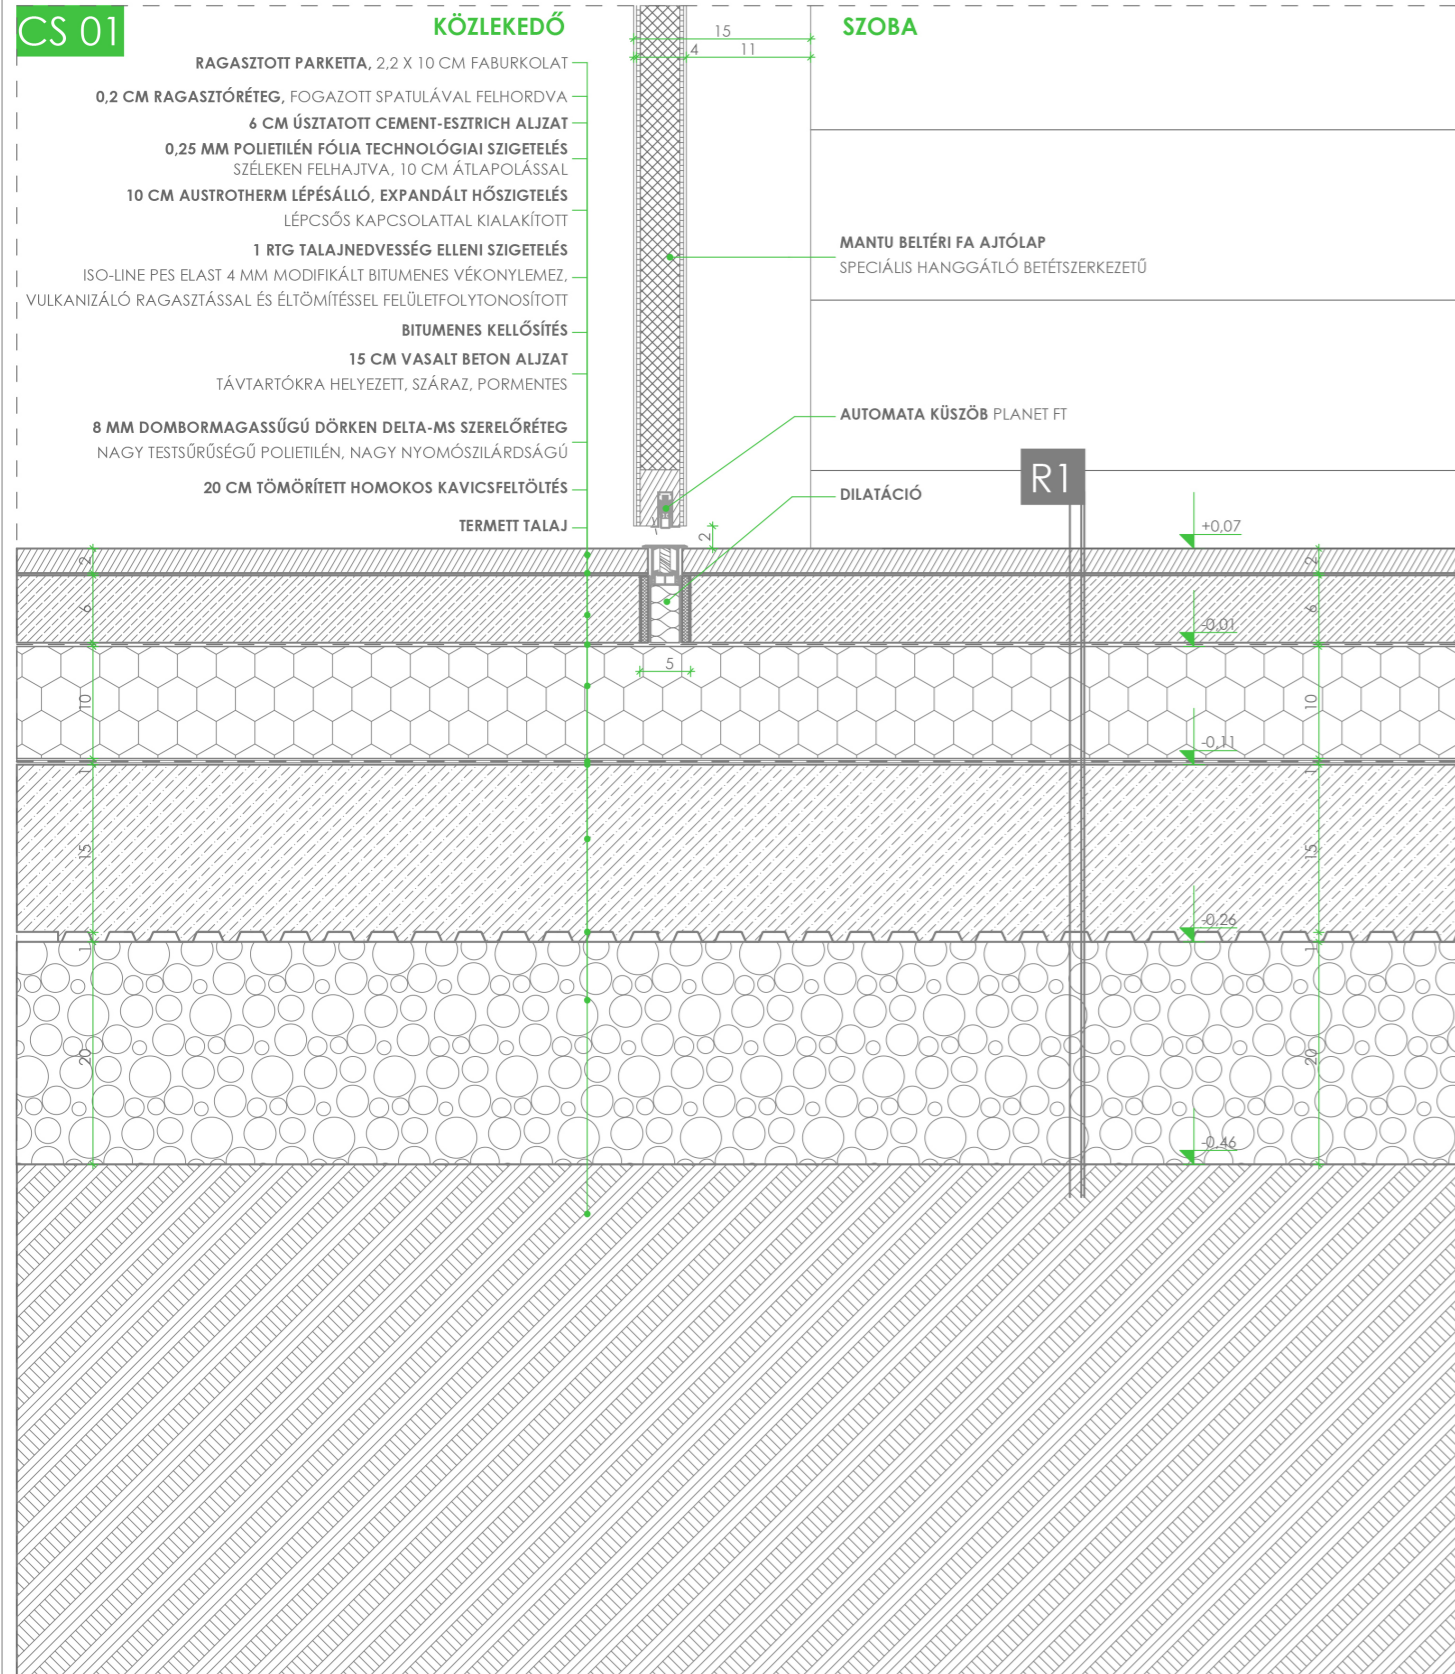 CS 01
KÖZLEKEDŐ
SZOBA
RAGASZTOTT PARKETTA, 2,2 X 10 CM FABURKOLAT
0,2 CM RAGASZTÓRÉTEG, FOGAZOTT SPATULÁVAL FELHORDVA
6 CM ÚSZTATOTT CEMENT-ESZTRICH ALJZAT
0,25 MM POLIETILÉN FÓLIA TECHNOLÓGIAI SZIGETELÉS
SZÉLEKEN FELHAJTVA, 10 CM ÁTLAPOLÁSSAL
10 CM AUSTROTHERM LÉPÉSÁLLÓ, EXPANDÁLT HŐSZIGTELÉS
LÉPCSŐS KAPCSOLATTAL KIALAKÍTOTT
1 RTG TALAJNEDVESSÉG ELLENI SZIGETELÉS
ISO-LINE PES ELAST 4 MM MODIFIKÁLT BITUMENES VÉKONYLEMEZ,
VULKANIZÁLÓ RAGASZTÁSSAL ÉS ÉLTÖMÍTÉSSEL FELÜLETFOLYTONOSÍTOTT
BITUMENES KELLŐSÍTÉS
15 CM VASALT BETON ALJZAT
TÁVTARTÓKRA HELYEZETT, SZÁRAZ, PORMENTES
8 MM DOMBORMAGASSŰGÚ DÖRKEN DELTA-MS SZERELŐRÉTEG
NAGY TESTSŰRŰSÉGŰ POLIETILÉN, NAGY NYOMÓSZILÁRDSÁGÚ
20 CM TÖMÖRÍTETT HOMOKOS KAVICSFELTÖLTÉS
TERMETT TALAJ
15
4
11
MANTU BELTÉRI FA AJTÓLAP
SPECIÁLIS HANGGÁTLÓ BETÉTSZERKEZETŰ
AUTOMATA KÜSZÖB PLANET FT
DILATÁCIÓ
R1
2
+0,07
2
2
6
6
-0,01
5
10
10
-0,11
1
1
15
15
-0,26
1
1
20
20
-0,46